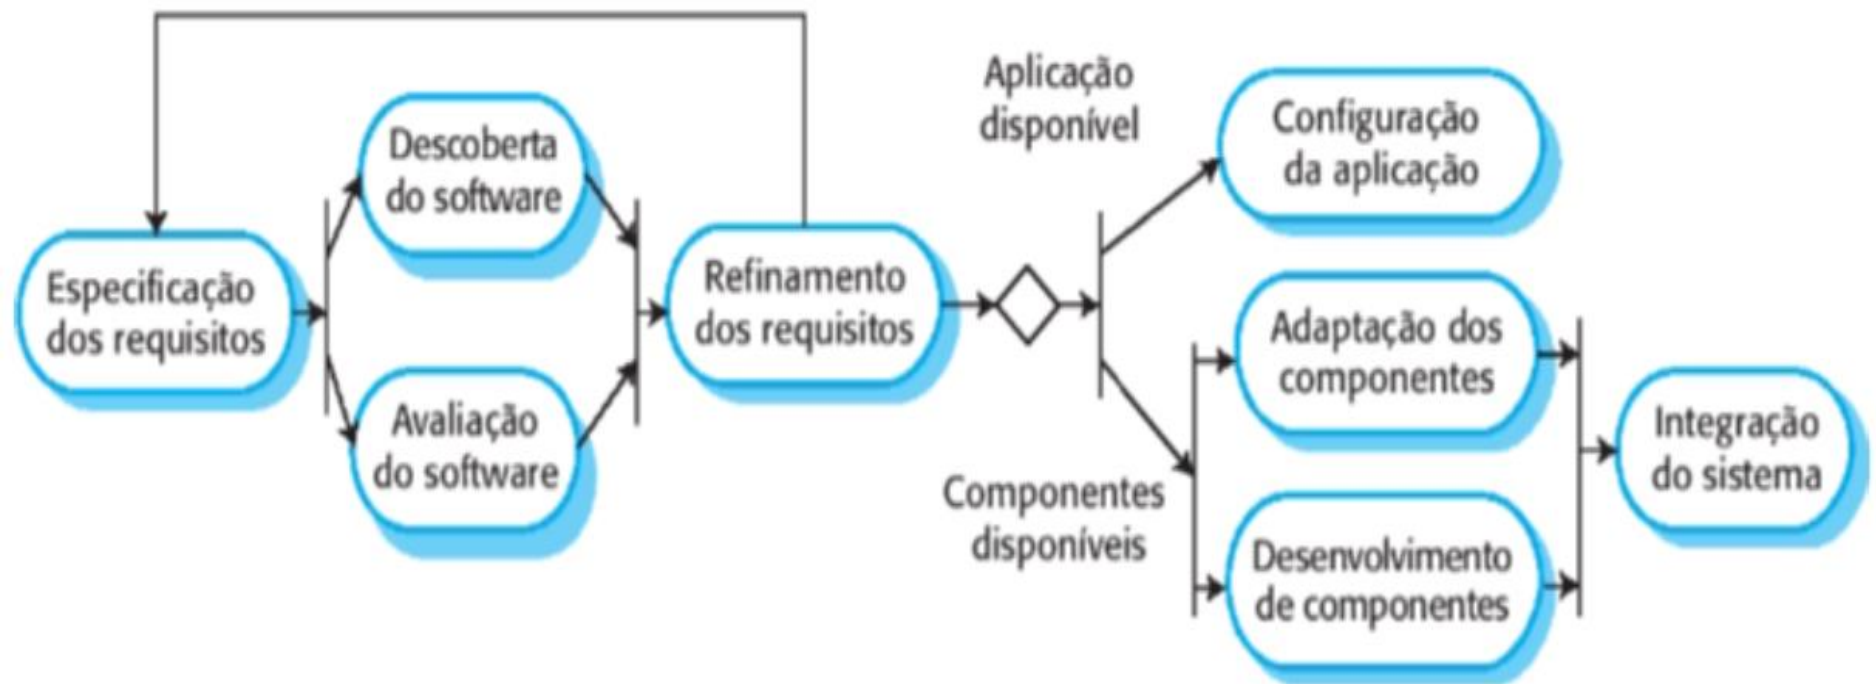 Especificação
dos requisitos
Descoberta
do software
Avaliação
do software
Refinamento
dos requisitos
Aplicação
disponível
Componentes
disponíveis
Configuração
da aplicação
Adaptação dos
componentes
Desenvolvimento
de componentes
Integração
do sistema